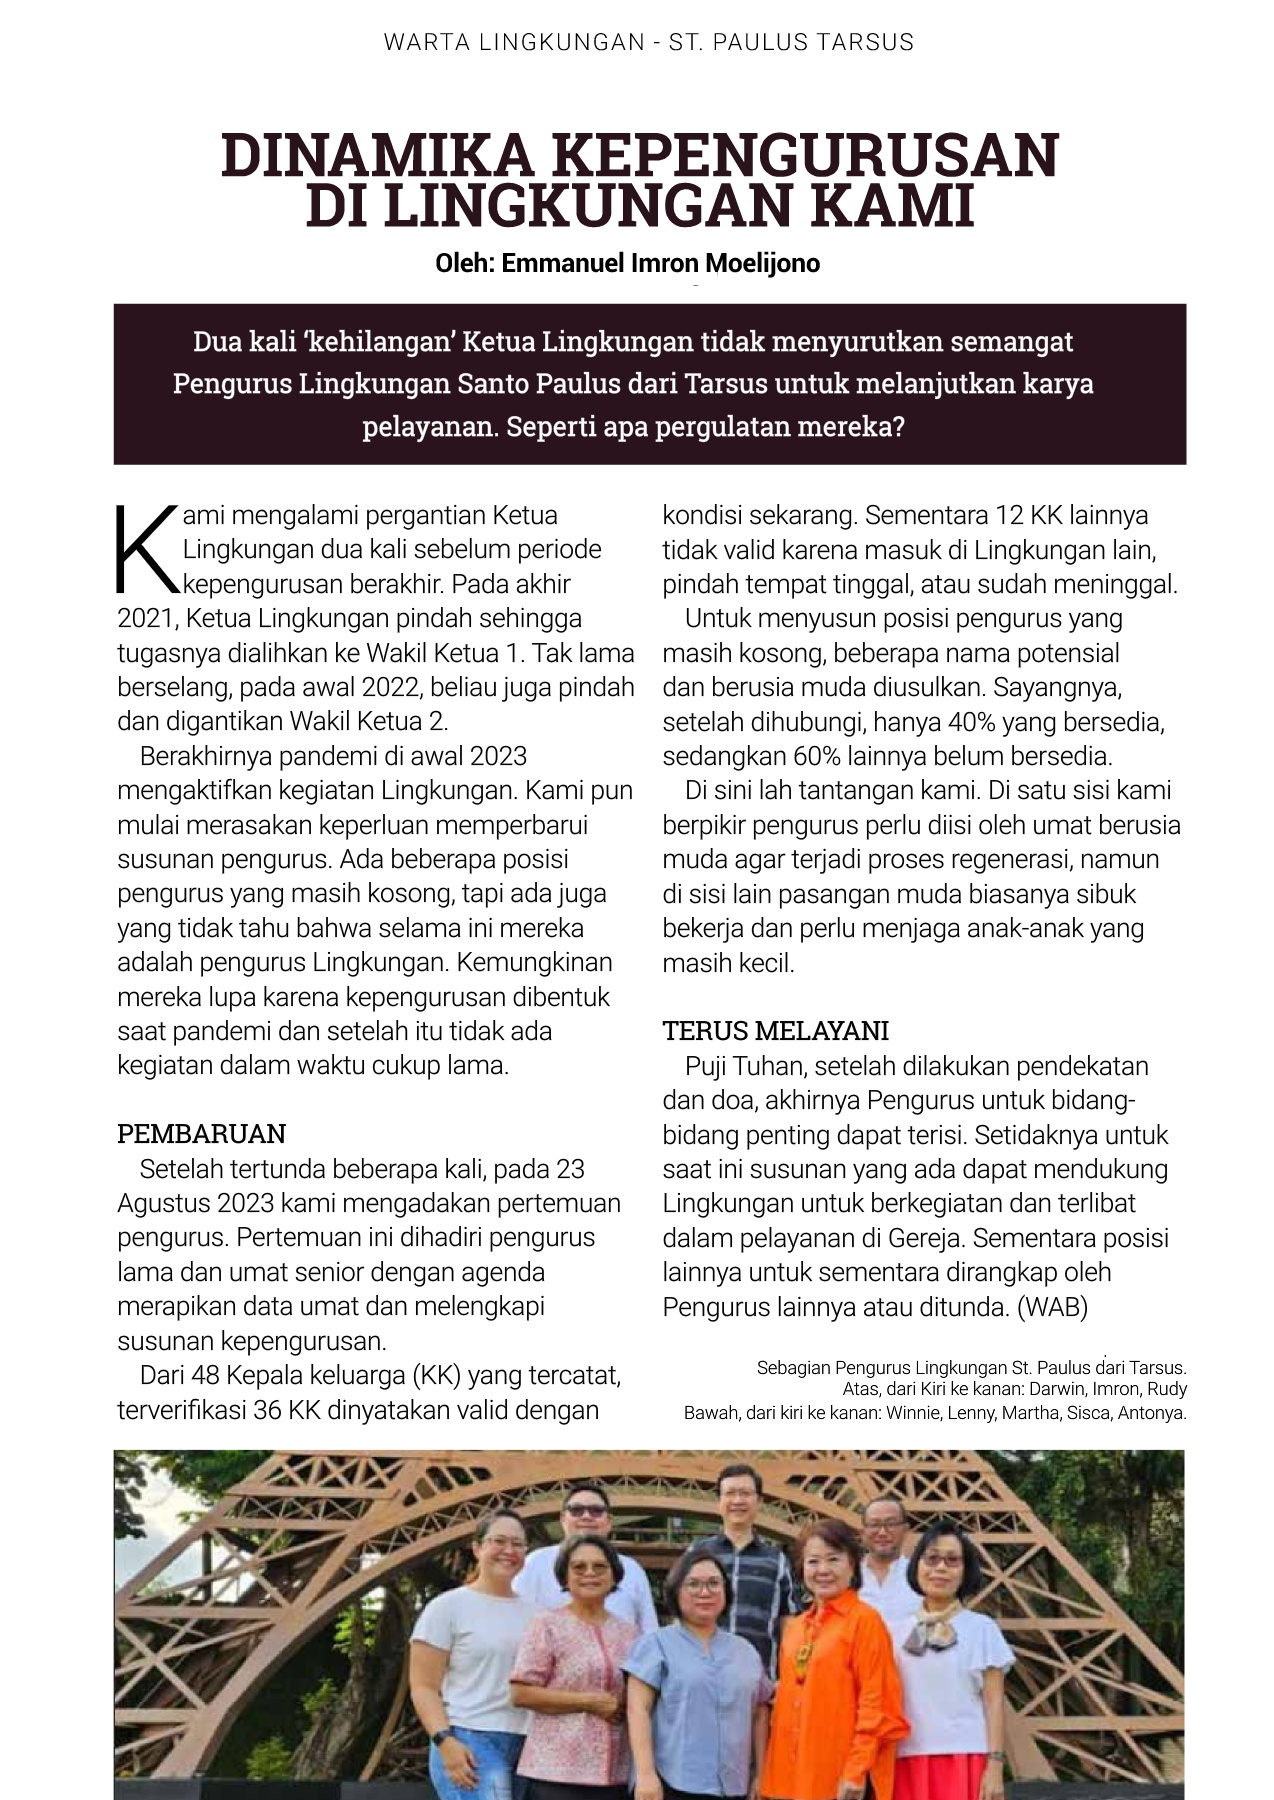 WARTA LINGKUNGAN - ST. PAULUS TARSUS
DINAMIKA KEPENGURUSAN
DI LINGKUNGAN KAMI
Oleh: Emmanuel Imron Moelijono
Dua kali ‘kehilangan’ Ketua Lingkungan tidak menyurutkan semangat
Pengurus Lingkungan Santo Paulus dari Tarsus untuk melanjutkan karya
pelayanan. Seperti apa pergulatan mereka?
Kami mengalami pergantian Ketua
Lingkungan dua kali sebelum periode
kepengurusan berakhir. Pada akhir
2021, Ketua Lingkungan pindah sehingga
tugasnya dialihkan ke Wakil Ketua 1. Tak lama
berselang, pada awal 2022, beliau juga pindah
dan digantikan Wakil Ketua 2.
Berakhirnya pandemi di awal 2023
mengaktifkan kegiatan Lingkungan. Kami pun
mulai merasakan keperluan memperbarui
susunan pengurus. Ada beberapa posisi
pengurus yang masih kosong, tapi ada juga
yang tidak tahu bahwa selama ini mereka
adalah pengurus Lingkungan. Kemungkinan
mereka lupa karena kepengurusan dibentuk
saat pandemi dan setelah itu tidak ada
kegiatan dalam waktu cukup lama.
PEMBARUAN
Setelah tertunda beberapa kali, pada 23
Agustus 2023 kami mengadakan pertemuan
pengurus. Pertemuan ini dihadiri pengurus
lama dan umat senior dengan agenda
merapikan data umat dan melengkapi
susunan kepengurusan.
Dari 48 Kepala keluarga (KK) yang tercatat,
terverifikasi 36 KK dinyatakan valid dengan
kondisi sekarang. Sementara 12 KK lainnya
tidak valid karena masuk di Lingkungan lain,
pindah tempat tinggal, atau sudah meninggal.
Untuk menyusun posisi pengurus yang
masih kosong, beberapa nama potensial
dan berusia muda diusulkan. Sayangnya,
setelah dihubungi, hanya 40% yang bersedia,
sedangkan 60% lainnya belum bersedia.
Di sini lah tantangan kami. Di satu sisi kami
berpikir pengurus perlu diisi oleh umat berusia
muda agar terjadi proses regenerasi, namun
di sisi lain pasangan muda biasanya sibuk
bekerja dan perlu menjaga anak-anak yang
masih kecil.
TERUS MELAYANI
Puji Tuhan, setelah dilakukan pendekatan
dan doa, akhirnya Pengurus untuk bidang-
bidang penting dapat terisi. Setidaknya untuk
saat ini susunan yang ada dapat mendukung
Lingkungan untuk berkegiatan dan terlibat
dalam pelayanan di Gereja. Sementara posisi
lainnya untuk sementara dirangkap oleh
Pengurus lainnya atau ditunda. (WAB)
Sebagian Pengurus Lingkungan St. Paulus dari Tarsus.
Atas, dari Kiri ke kanan: Darwin, Imron, Rudy
Bawah, dari kiri ke kanan: Winnie, Lenny, Martha, Sisca, Antonya.